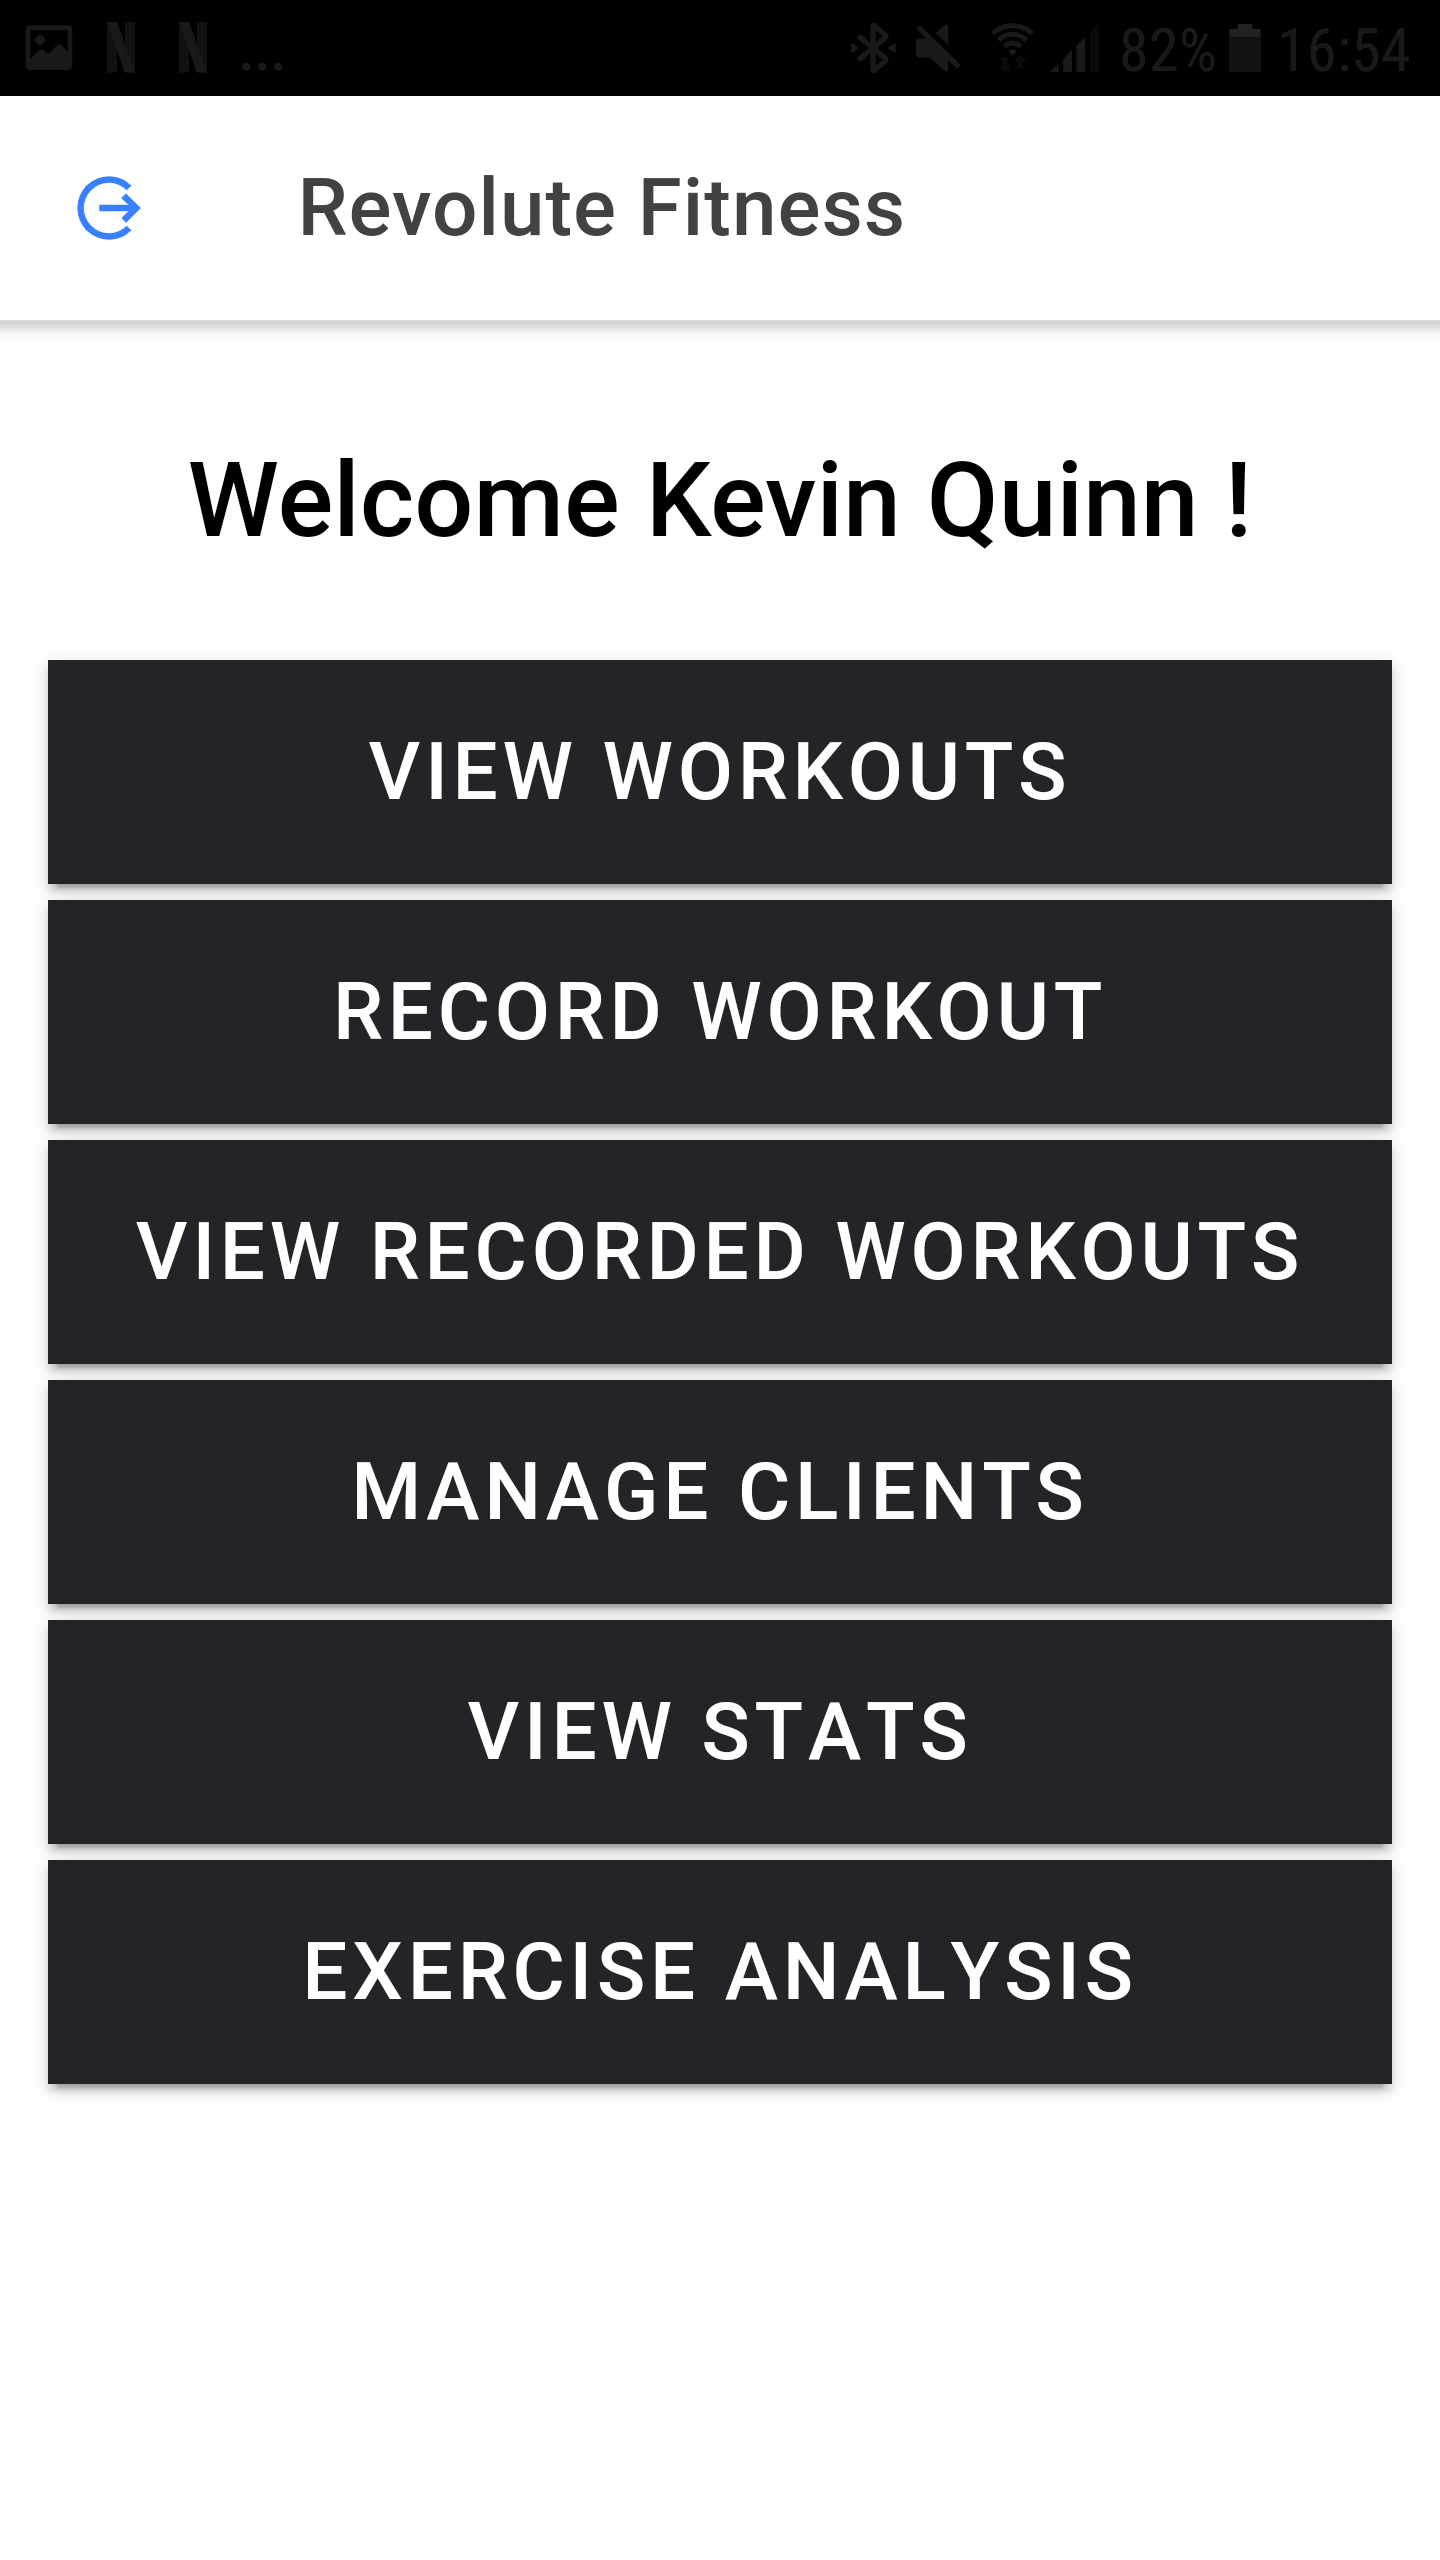 ... 82% 16:54
Revolute Fitness
Welcome Kevin Quinn !
VIEW WORKOUTS
RECORD WORKOUT
VIEW RECORDED WORKOUTS
MANAGE CLIENTS
VIEW STATS
EXERCISE ANALYSIS